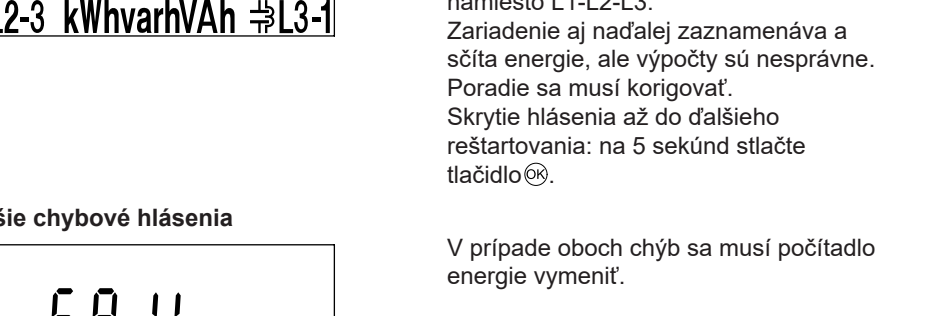 L2-3 kWhvarhVAh L3-1
namiesto L1-L2-L3.
Zariadenie aj naďalej zaznamenáva a
sčíta energie, ale výpočty sú nesprávne.
Poradie sa musí korigovať.
Skrytie hlásenia až do ďalšieho
reštartovania: na 5 sekúnd stlačte
tlačidlo OK.
chybové hlásenia
V prípade oboch chýb sa musí počítadlo
energie vymeniť.